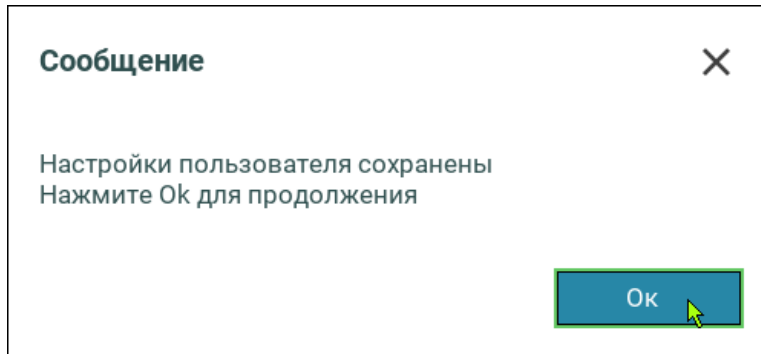 Сообщение
Настройки пользователя сохранены
Нажмите Ok для продолжения
Ок